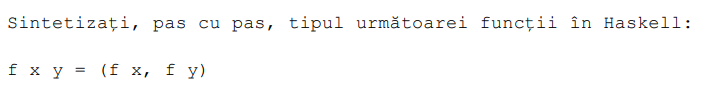 Sintetizați, pas cu pas, tipul următoarei funcții în Haskell:
f x y = (f x, f y)